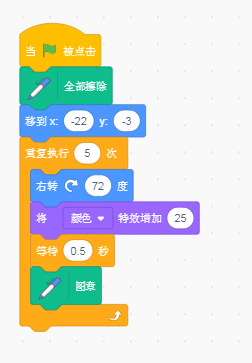 当 被点击
全部擦除
移到 x: -22 y: -3
重复执行 5 次
右转 72 度
将 颜色 特效增加 25
等待 0.5 秒
图章